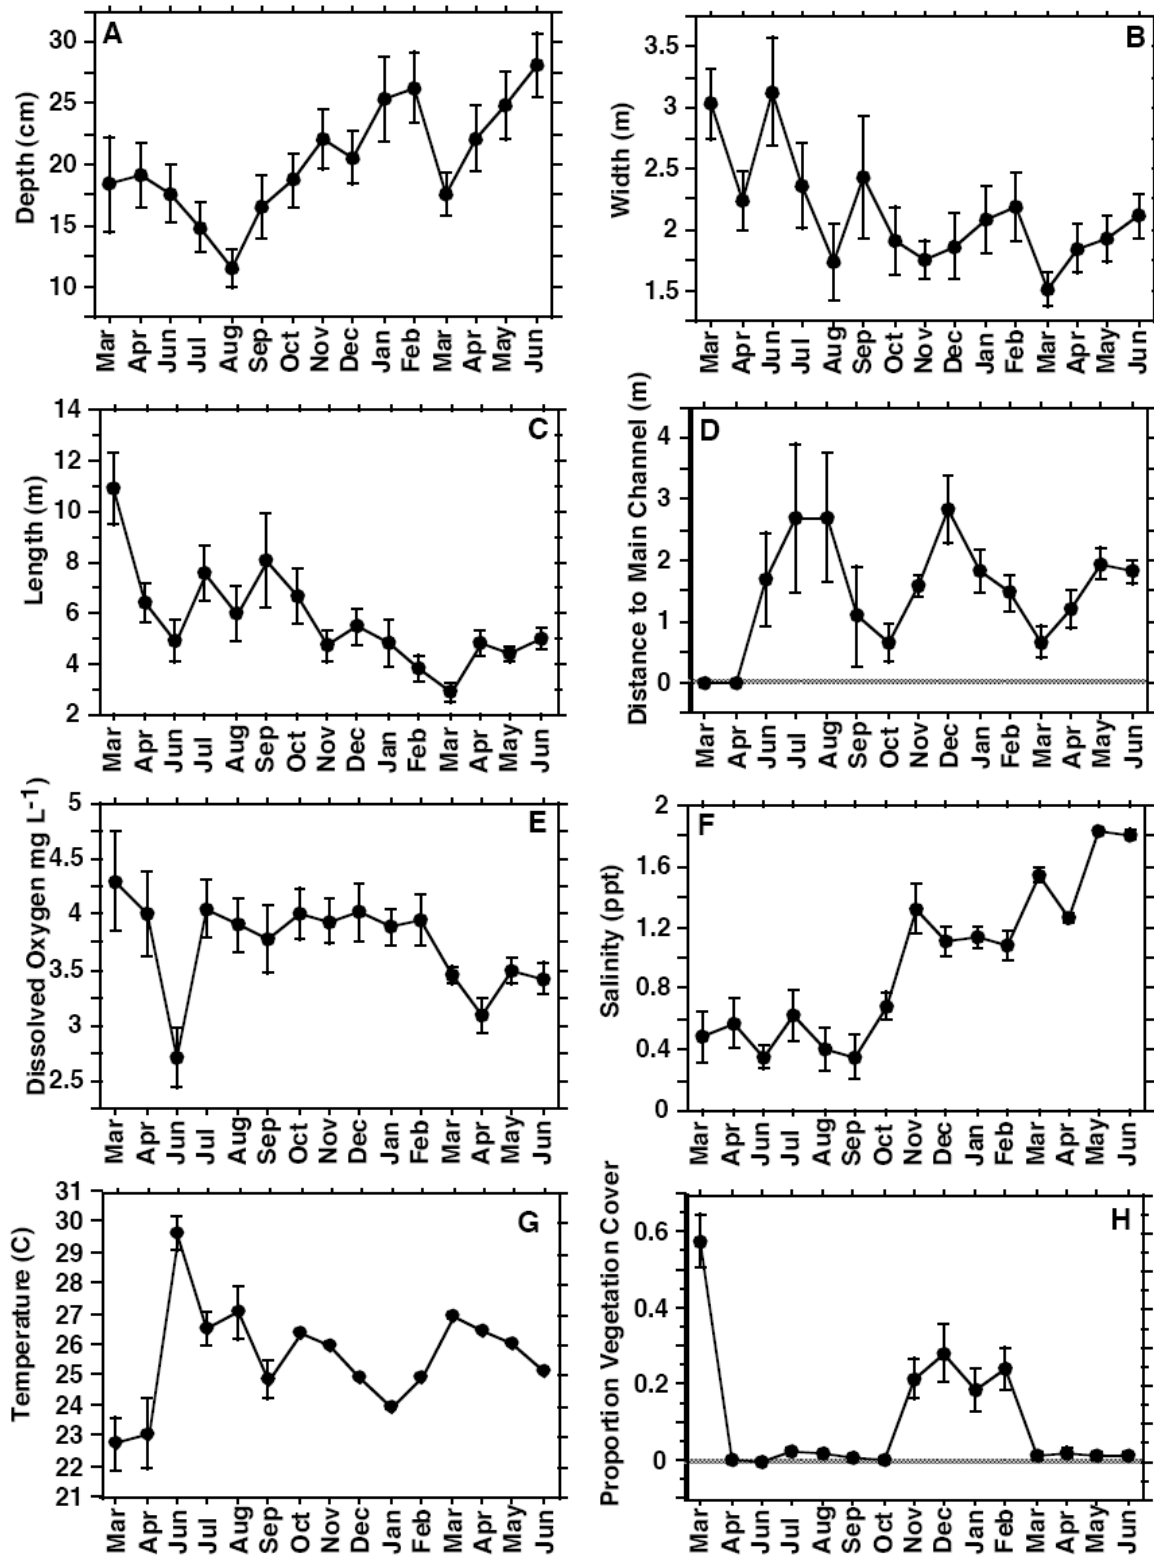 A
Depth (cm)
30
25
20
15
10
Mar Apr Jun Jul Aug Sep Oct Nov Dec Jan Feb Mar Apr May Jun
B
Width (m)
3.5
3
2.5
2
1.5
Mar Apr Jun Jul Aug Sep Oct Nov Dec Jan Feb Mar Apr May Jun
C
Length (m)
14
12
10
8
6
4
2
Mar Apr Jun Jul Aug Sep Oct Nov Dec Jan Feb Mar Apr May Jun
D
Distance to Main Channel (m)
4
3
2
1
0
Mar Apr Jun Jul Aug Sep Oct Nov Dec Jan Feb Mar Apr May Jun
E
Dissolved Oxygen mg L-1)
5
4.5
4
3.5
3
2.5
Mar Apr Jun Jul Aug Sep Oct Nov Dec Jan Feb Mar Apr May Jun
F
Salinity (ppt)
2
1.6
1.2
0.8
0.4
0
Mar Apr Jun Jul Aug Sep Oct Nov Dec Jan Feb Mar Apr May Jun
G
Temperature (C)
31
30
29
28
27
26
25
24
23
22
21
Mar Apr Jun Jul Aug Sep Oct Nov Dec Jan Feb Mar Apr May Jun
H
Proportion Vegetation Cover
0.6
0.4
0.2
0
Mar Apr Jun Jul Aug Sep Oct Nov Dec Jan Feb Mar Apr May Jun